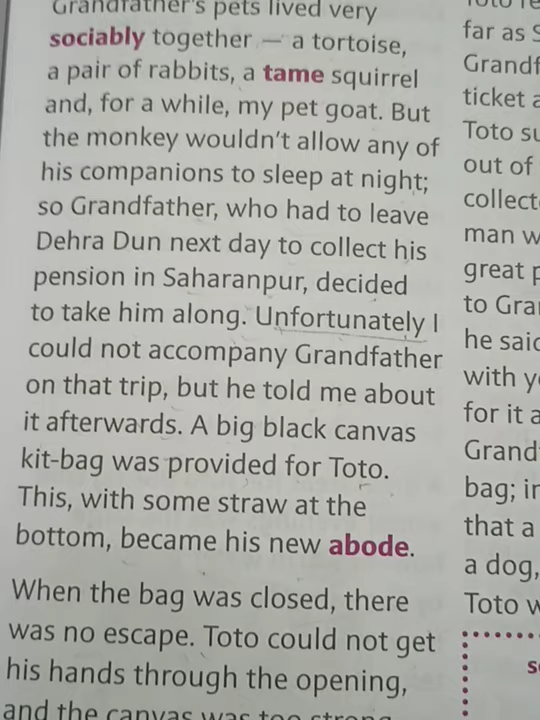 Grandfather's pets lived very
sociably together — a tortoise,
a pair of rabbits, a tame squirrel
and, for a while, my pet goat. But
the monkey wouldn't allow any of
his companions to sleep at night;
so Grandfather, who had to leave
Dehra Dun next day to collect his
pension in Saharanpur, decided
to take him along. Unfortunately I
could not accompany Grandfather
on that trip, but he told me about
it afterwards. A big black canvas
kit-bag was provided for Toto.
This, with some straw at the
bottom, became his new abode.
When the bag was closed, there
was no escape. Toto could not get
his hands through the opening,
and the canvas was too strong
far as
Grandf
ticket a
Toto su
out of
collect
man w
great p
to Gra
he said
with y
for it a
Grand
bag; in
that a
a dog,
Toto w